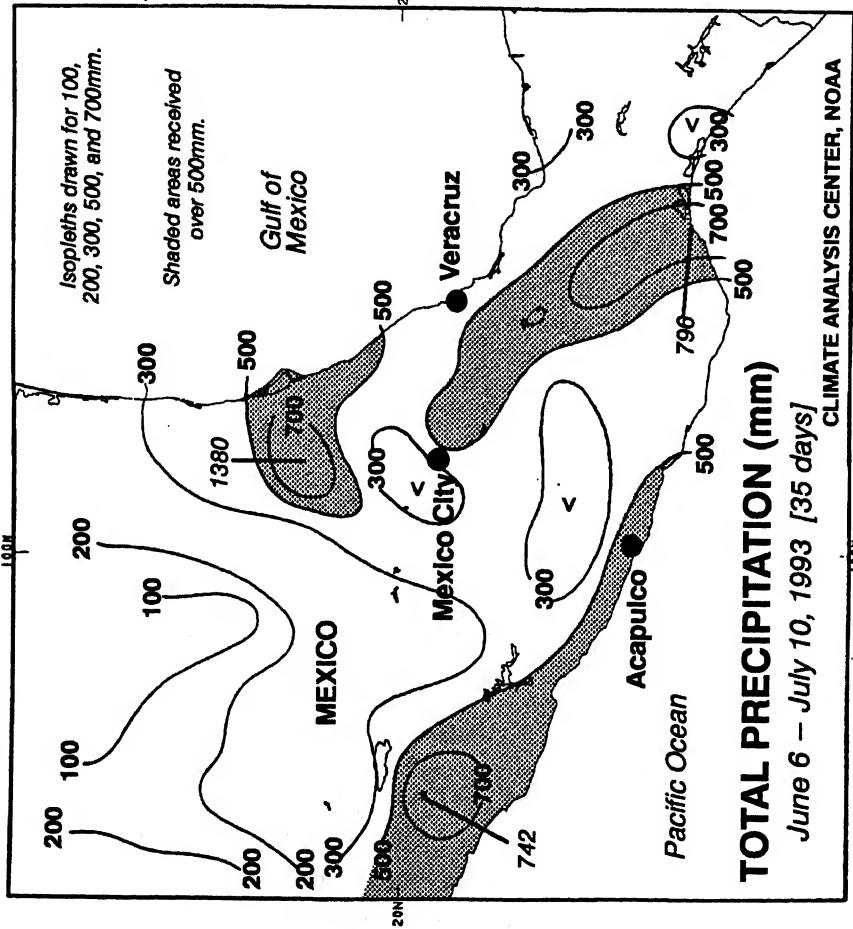 100W
Isopleths drawn for 100,
200, 300, 500, and 700mm.
Shaded areas received
over 500mm.
Gulf of
Mexico
200
100
300
100
200
500
1380
700
500
200
200
300
500
MEXICO
300
<
Mexico City
Veracruz
300
300
<
300
20N
700
742
300
<
Acapulco
500
790
500
700
500
Pacific Ocean
TOTAL PRECIPITATION (mm)
June 6 – July 10, 1993 [35 days]
CLIMATE ANALYSIS CENTER, NOAA